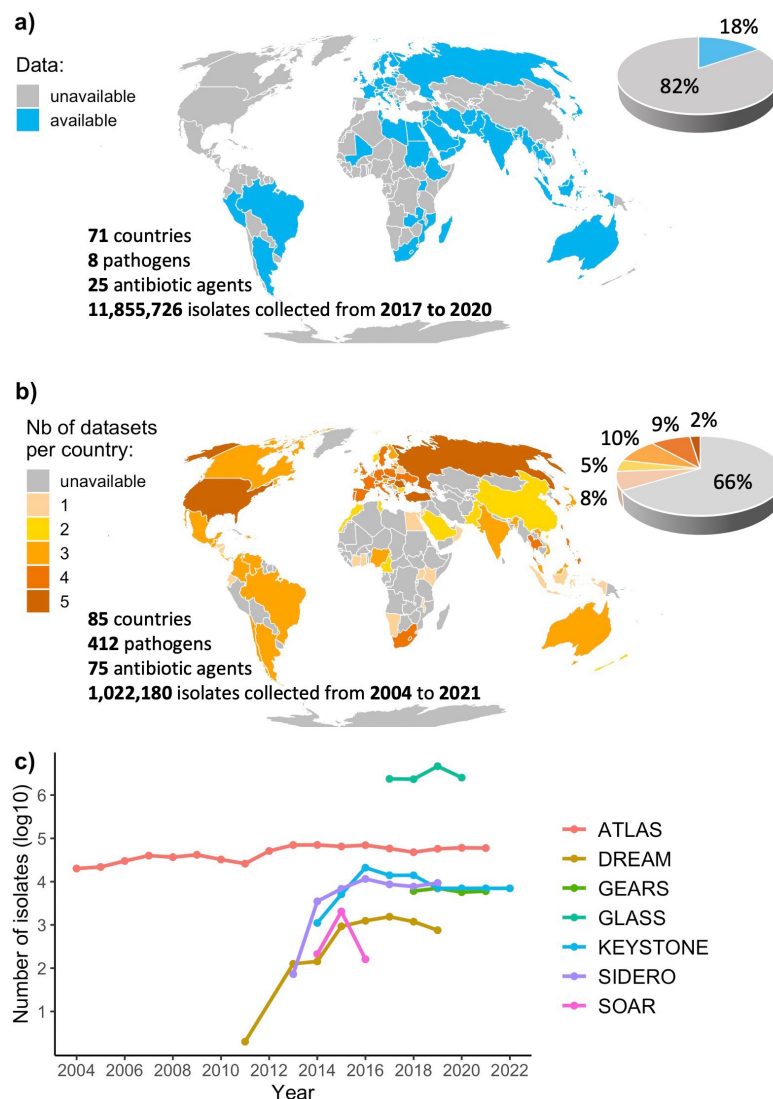 a)
Data:
unavailable
available
18%
82%
71 countries
8 pathogens
25 antibiotic agents
11,855,726 isolates collected from 2017 to 2020
b)
Nb of datasets
per country:
unavailable
1
2
3
4
5
2%
9%
10%
5%
8%
66%
85 countries
412 pathogens
75 antibiotic agents
1,022,180 isolates collected from 2004 to 2021
c)
Number of isolates (log10)
6
5
4
3
2
1
2004 2006 2008 2010 2012 2014 2016 2018 2020 2022
Year
ATLAS
DREAM
GEARS
GLASS
KEYSTONE
SIDERO
SOAR